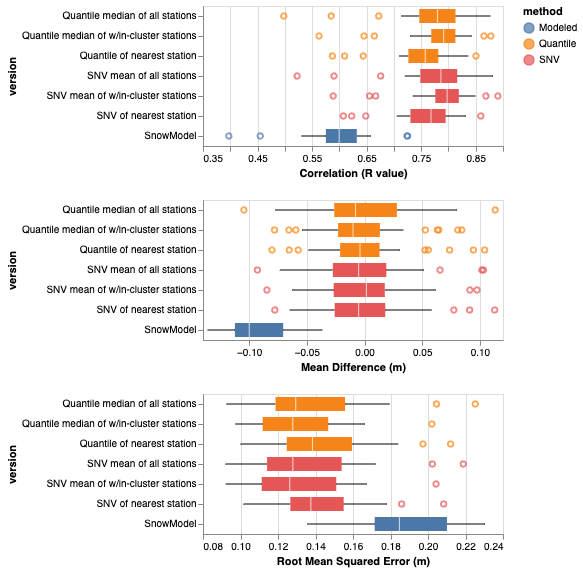 method
Modeled
Quantile
SNV
version
Quantile median of all stations
Quantile median of w/in-cluster stations
Quantile of nearest station
SNV mean of all stations
SNV mean of w/in-cluster stations
SNV of nearest station
SnowModel
0.35 0.45 0.55 0.65 0.75 0.85
Correlation (R value)
version
Quantile median of all stations
Quantile median of w/in-cluster stations
Quantile of nearest station
SNV mean of all stations
SNV mean of w/in-cluster stations
SNV of nearest station
SnowModel
−0.10 −0.05 0.00 0.05 0.10
Mean Difference (m)
version
Quantile median of all stations
Quantile median of w/in-cluster stations
Quantile of nearest station
SNV mean of all stations
SNV mean of w/in-cluster stations
SNV of nearest station
SnowModel
0.08 0.10 0.12 0.14 0.16 0.18 0.20 0.22 0.24
Root Mean Squared Error (m)